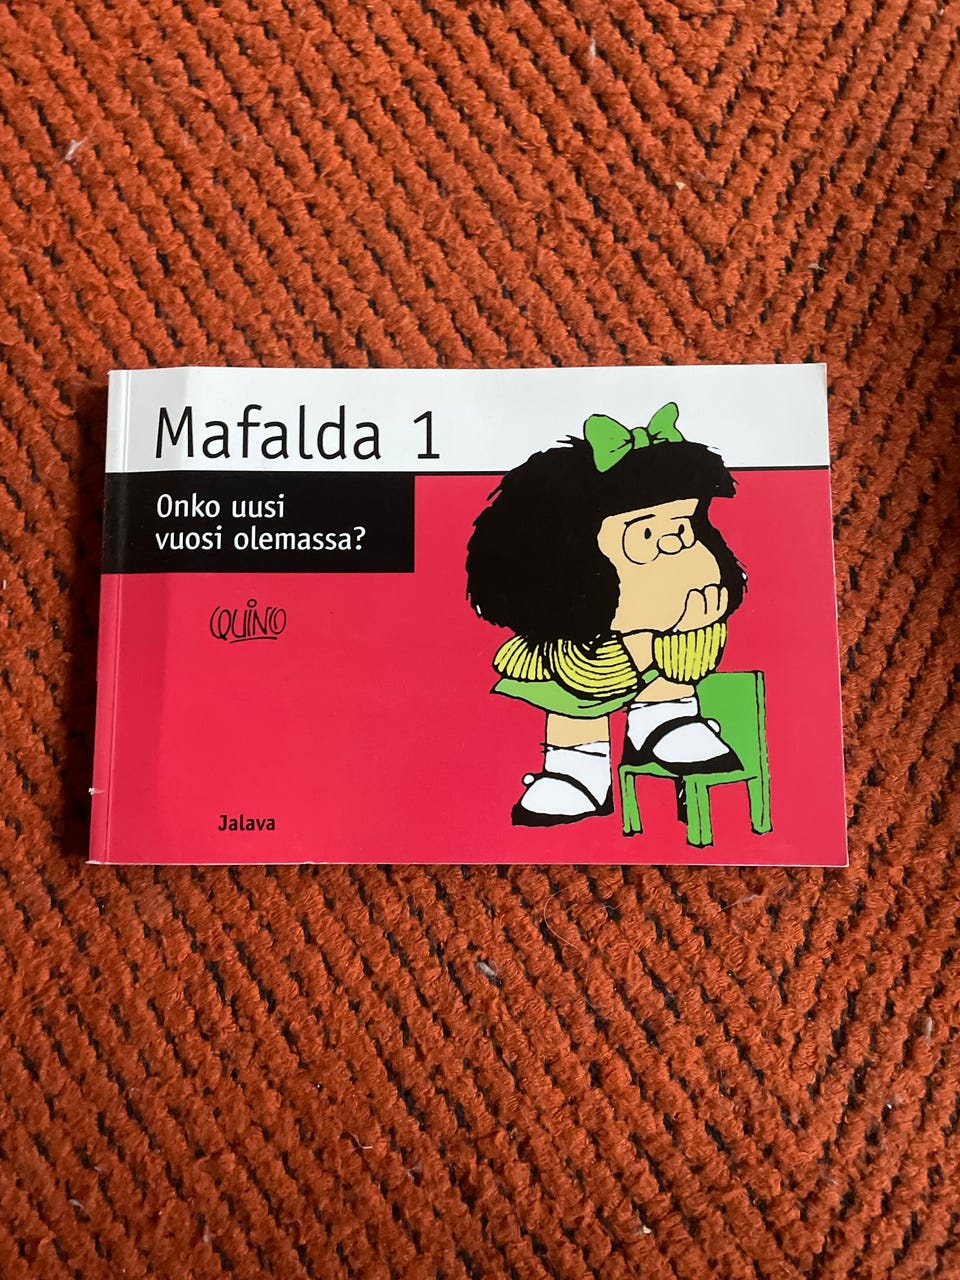 Mafalda 1
Onko uusi
vuosi olemassa?
QUINO
Jalava